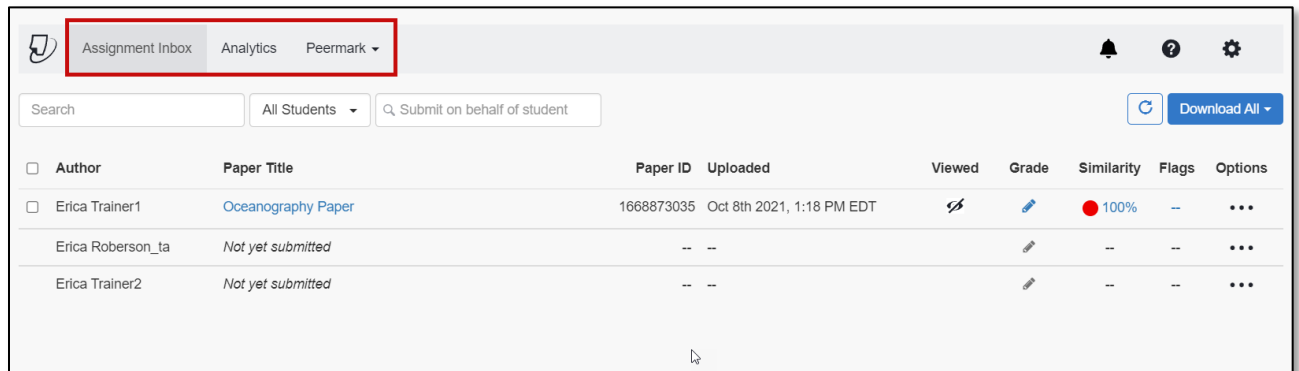 Assignment Inbox Analytics Peermark
Search All Students Submit on behalf of student Download All
Author Paper Title Paper ID Uploaded Viewed Grade Similarity Flags Options
Erica Trainer1 Oceanography Paper 1668873035 Oct 8th 2021, 1:18 PM EDT 100% --
Erica Roberson_ta Not yet submitted -- -- -- --
Erica Trainer2 Not yet submitted -- -- -- --